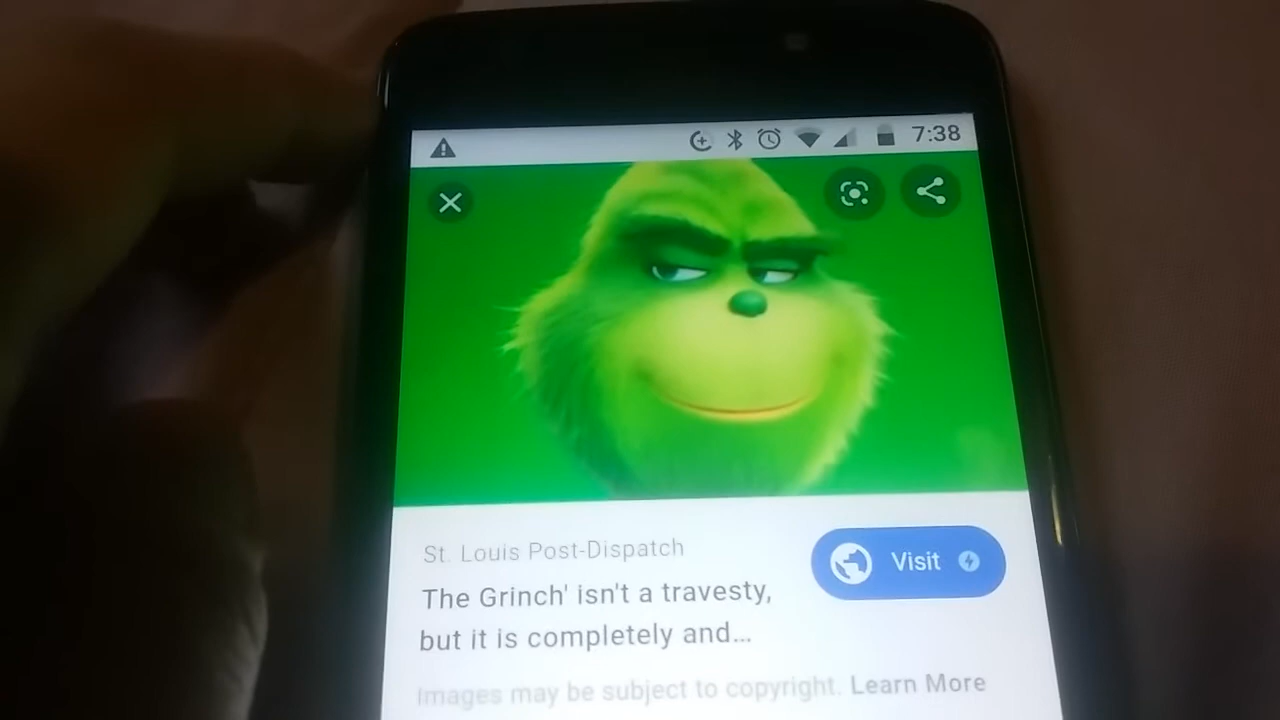 7:38
St. Louis Post-Dispatch
Visit
The Grinch' isn't a travesty,
but it is completely and...
Images may be subject to copyright. Learn More